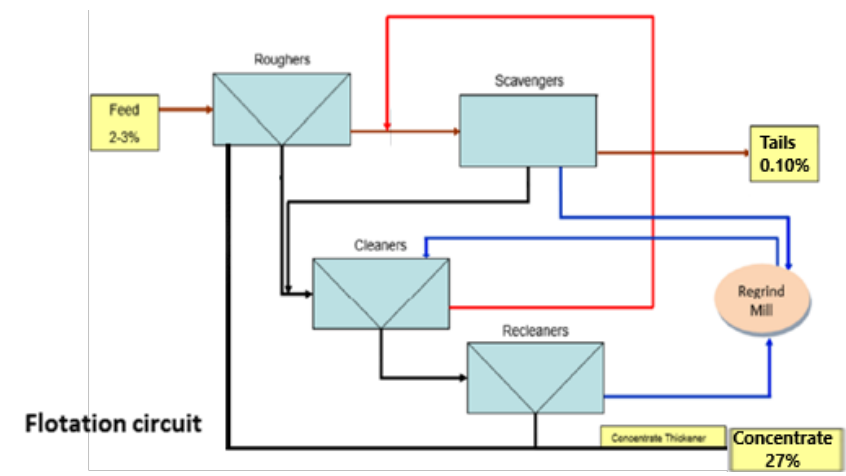 Roughers
Scavengers
Feed
2-3%
Tails
0.10%
Cleaners
Regrind
Mill
Recleaners
Flotation circuit
Concentrate Thickener
Concentrate
27%